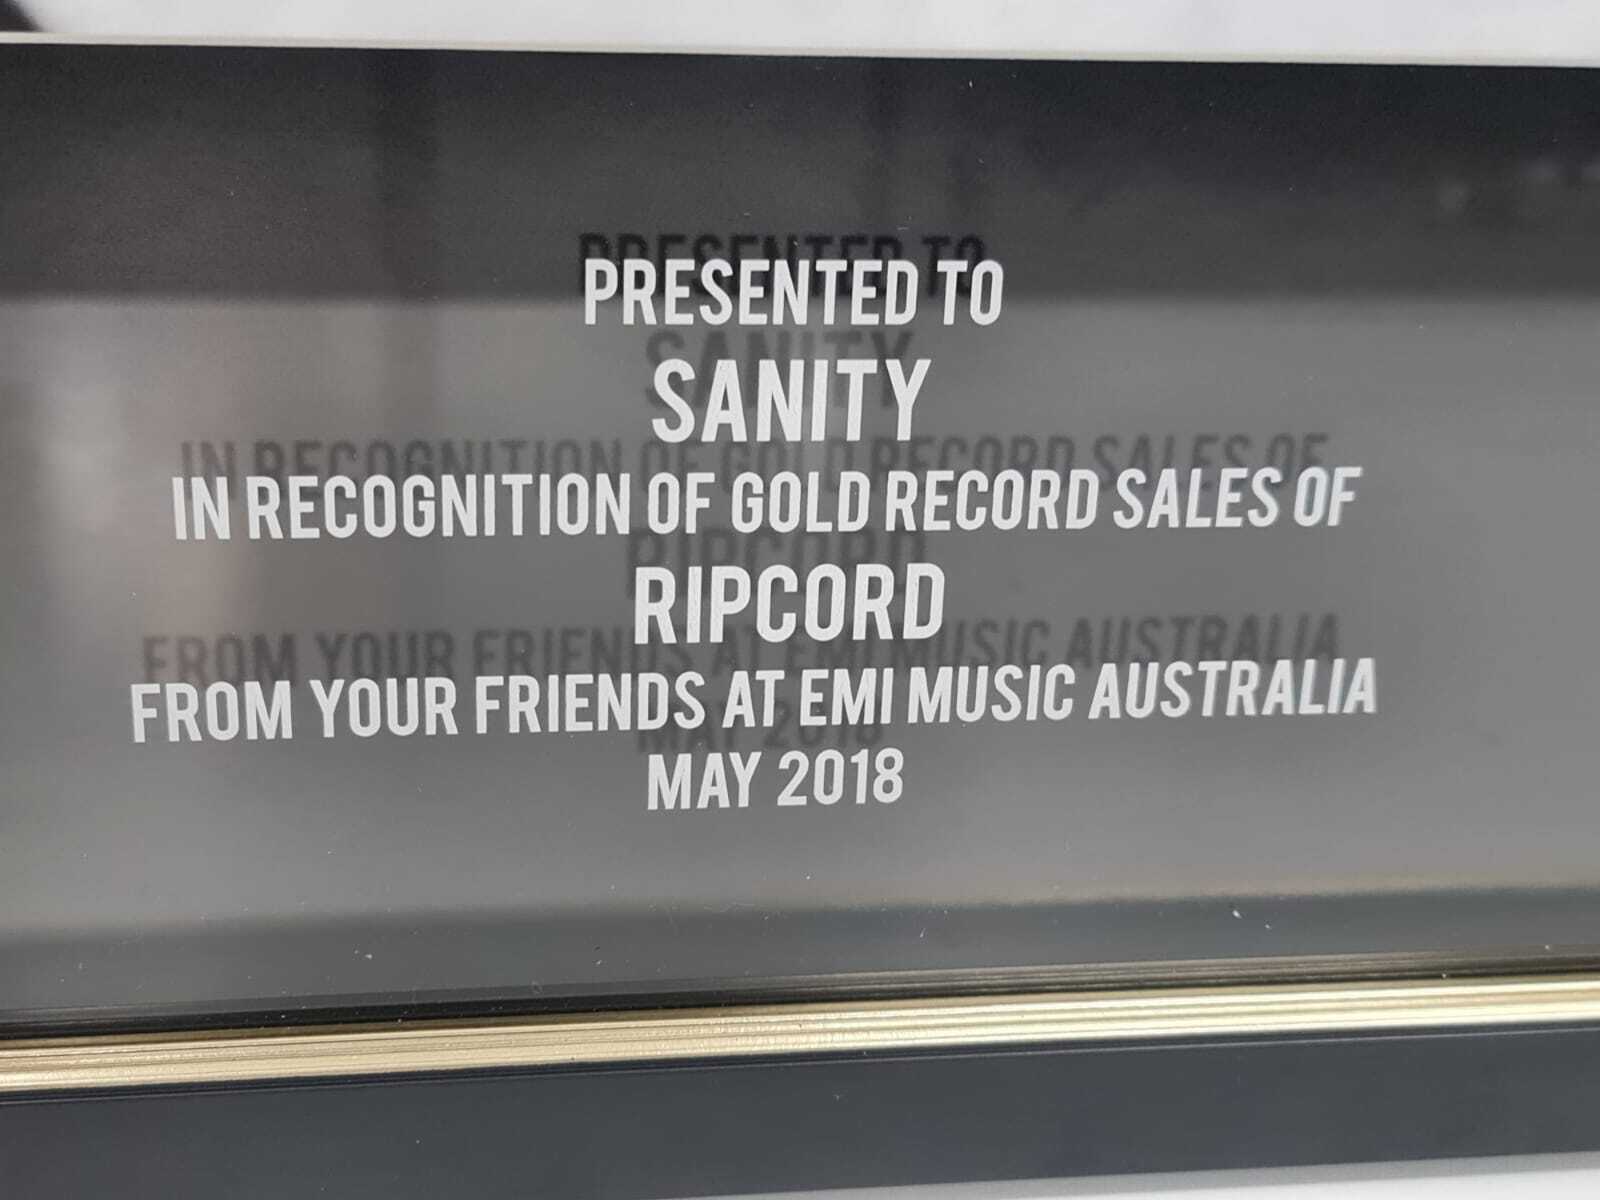 PRESENTED TO
SANITY
IN RECOGNITION OF GOLD RECORD SALES OF
RIPCORD
FROM YOUR FRIENDS AT EMI MUSIC AUSTRALIA
MAY 2018